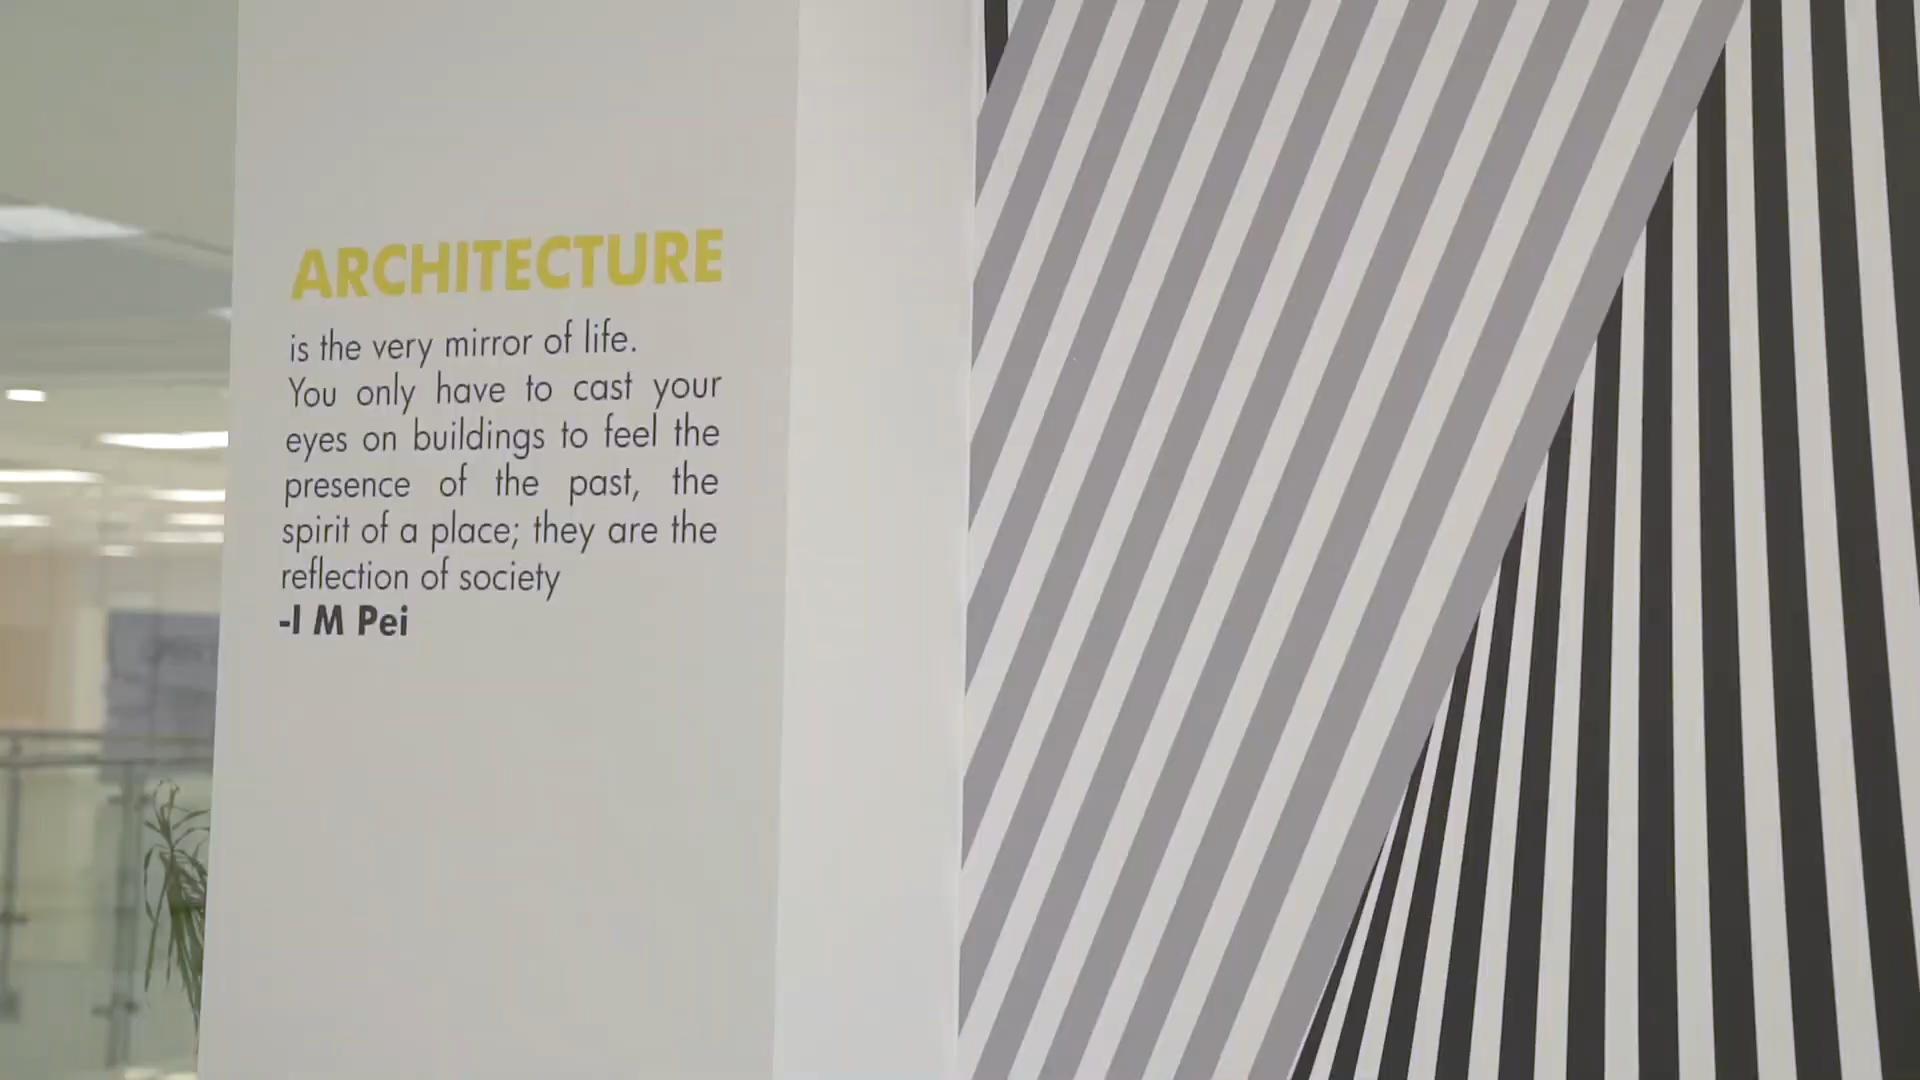 ARCHITECTURE
is the very mirror of life.
You only have to cast your
eyes on buildings to feel the
presence of the past, the
spirit of a place; they are the
reflection of society
-I M Pei